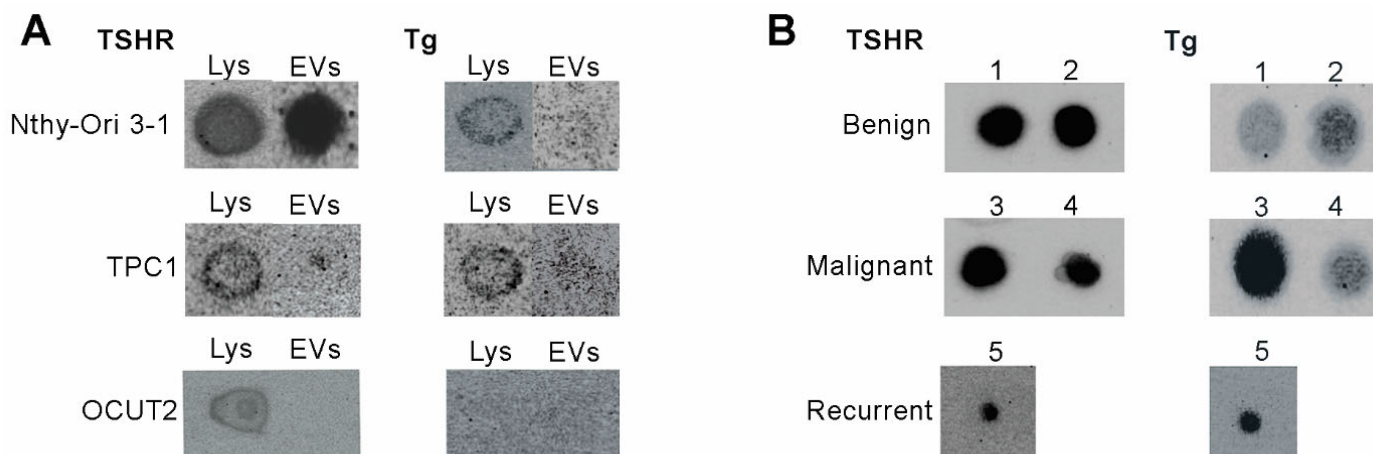 A TSHR Tg
Lys EVs Lys EVs
Nthy-Ori 3-1
Lys EVs Lys EVs
TPC1
Lys EVs Lys EVs
OCUT2
B TSHR Tg
1 2 1 2
Benign
3 4 3 4
Malignant
5 5
Recurrent